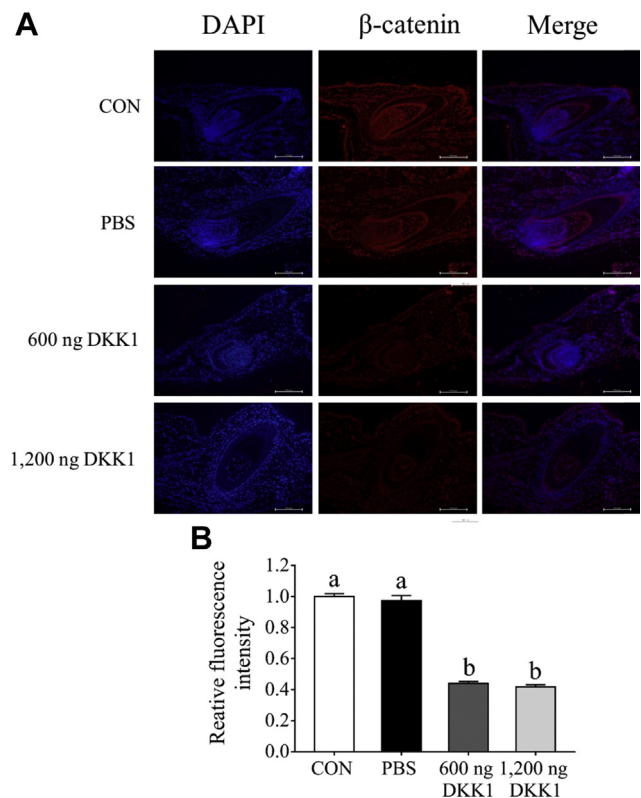 A
DAPI β-catenin Merge
CON
PBS
600 ng DKK1
1,200 ng DKK1
B
Reative fluorescence
intensity
1.2
1.0
0.8
0.6
0.4
0.2
0.0
a a b b
CON PBS 600 ng 1,200 ng
DKK1 DKK1